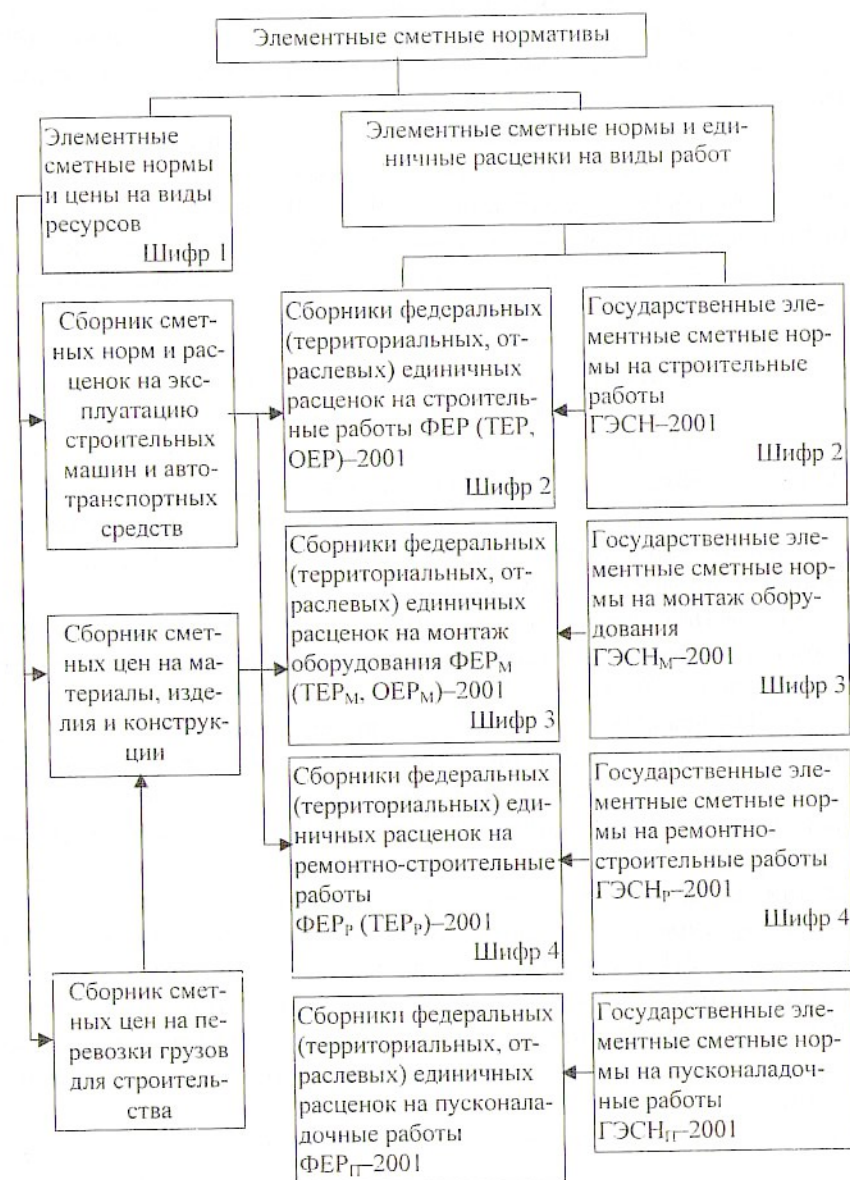 Элементные сметные нормативы
Элементные
сметные нормы
и цены на виды
ресурсов
Шифр 1
Элементные сметные нормы и еди-
ничные расценки на виды работ
Сборник смет-
ных норм и рас-
ценок на экс-
плуатацию
строительных
машин и авто-
транспортных
средств
Сборники федеральных
(территориальных, от-
раслевых) единичных
расценок на строитель-
ные работы ФЕР (ТЕР,
ОЕР)–2001
Шифр 2
Государственные эле-
ментные сметные нор-
мы на строительные
работы
ГЭСН–2001
Шифр 2
Сборник смет-
ных цен на ма-
териалы, изде-
лия и конструк-
ции
Сборники федеральных
(территориальных, от-
раслевых) единичных
расценок на монтаж
оборудования ФЕРМ
(ТЕРМ, ОЕРМ)–2001
Шифр 3
Государственные эле-
ментные сметные нор-
мы на монтаж обору-
дования
ГЭСНМ–2001
Шифр 3
Сборники федеральных
(территориальных) еди-
ничных расценок на
ремонтно-строительные
работы
ФЕРР (ТЕРР)–2001
Шифр 4
Государственные эле-
ментные сметные нор-
мы на ремонтно-
строительные работы
ГЭСНР–2001
Шифр 4
Сборник смет-
ных цен на пе-
ревозки грузов
для строитель-
ства
Сборники федеральных
(территориальных, от-
раслевых) единичных
расценок на пусконала-
дочные работы
ФЕРП–2001
Государственные эле-
ментные сметные нор-
мы на пусконаладоч-
ные работы
ГЭСНП–2001